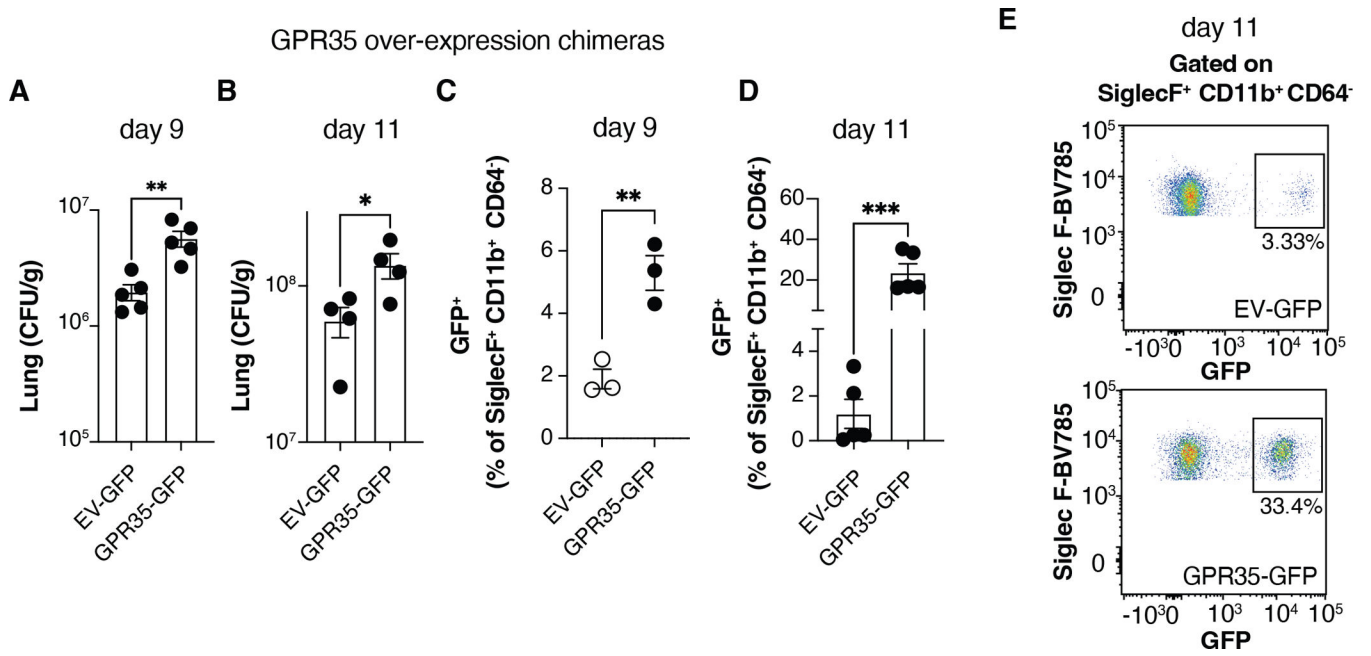 GPR35 over-expression chimeras
A
day 9
**
Lung (CFU/g)
10⁷
10⁶
10⁵
EV-GFP
GPR35-GFP
B
day 11
*
Lung (CFU/g)
10⁸
10⁷
EV-GFP
GPR35-GFP
C
day 9
**
GFP⁺
(% of SiglecF⁺ CD11b⁺ CD64⁻)
8
6
4
2
0
EV-GFP
GPR35-GFP
D
day 11
***
GFP⁺
(% of SiglecF⁺ CD11b⁺ CD64⁻)
60
40
20
4
2
0
EV-GFP
GPR35-GFP
E
day 11
Gated on
SiglecF⁺ CD11b⁺ CD64⁻
Siglec F-BV785
10⁵
10⁴
10³
0
3.33%
EV-GFP
-10³0 10³ 10⁴ 10⁵
GFP
Siglec F-BV785
10⁵
10⁴
10³
0
33.4%
GPR35-GFP
-10³0 10³ 10⁴ 10⁵
GFP